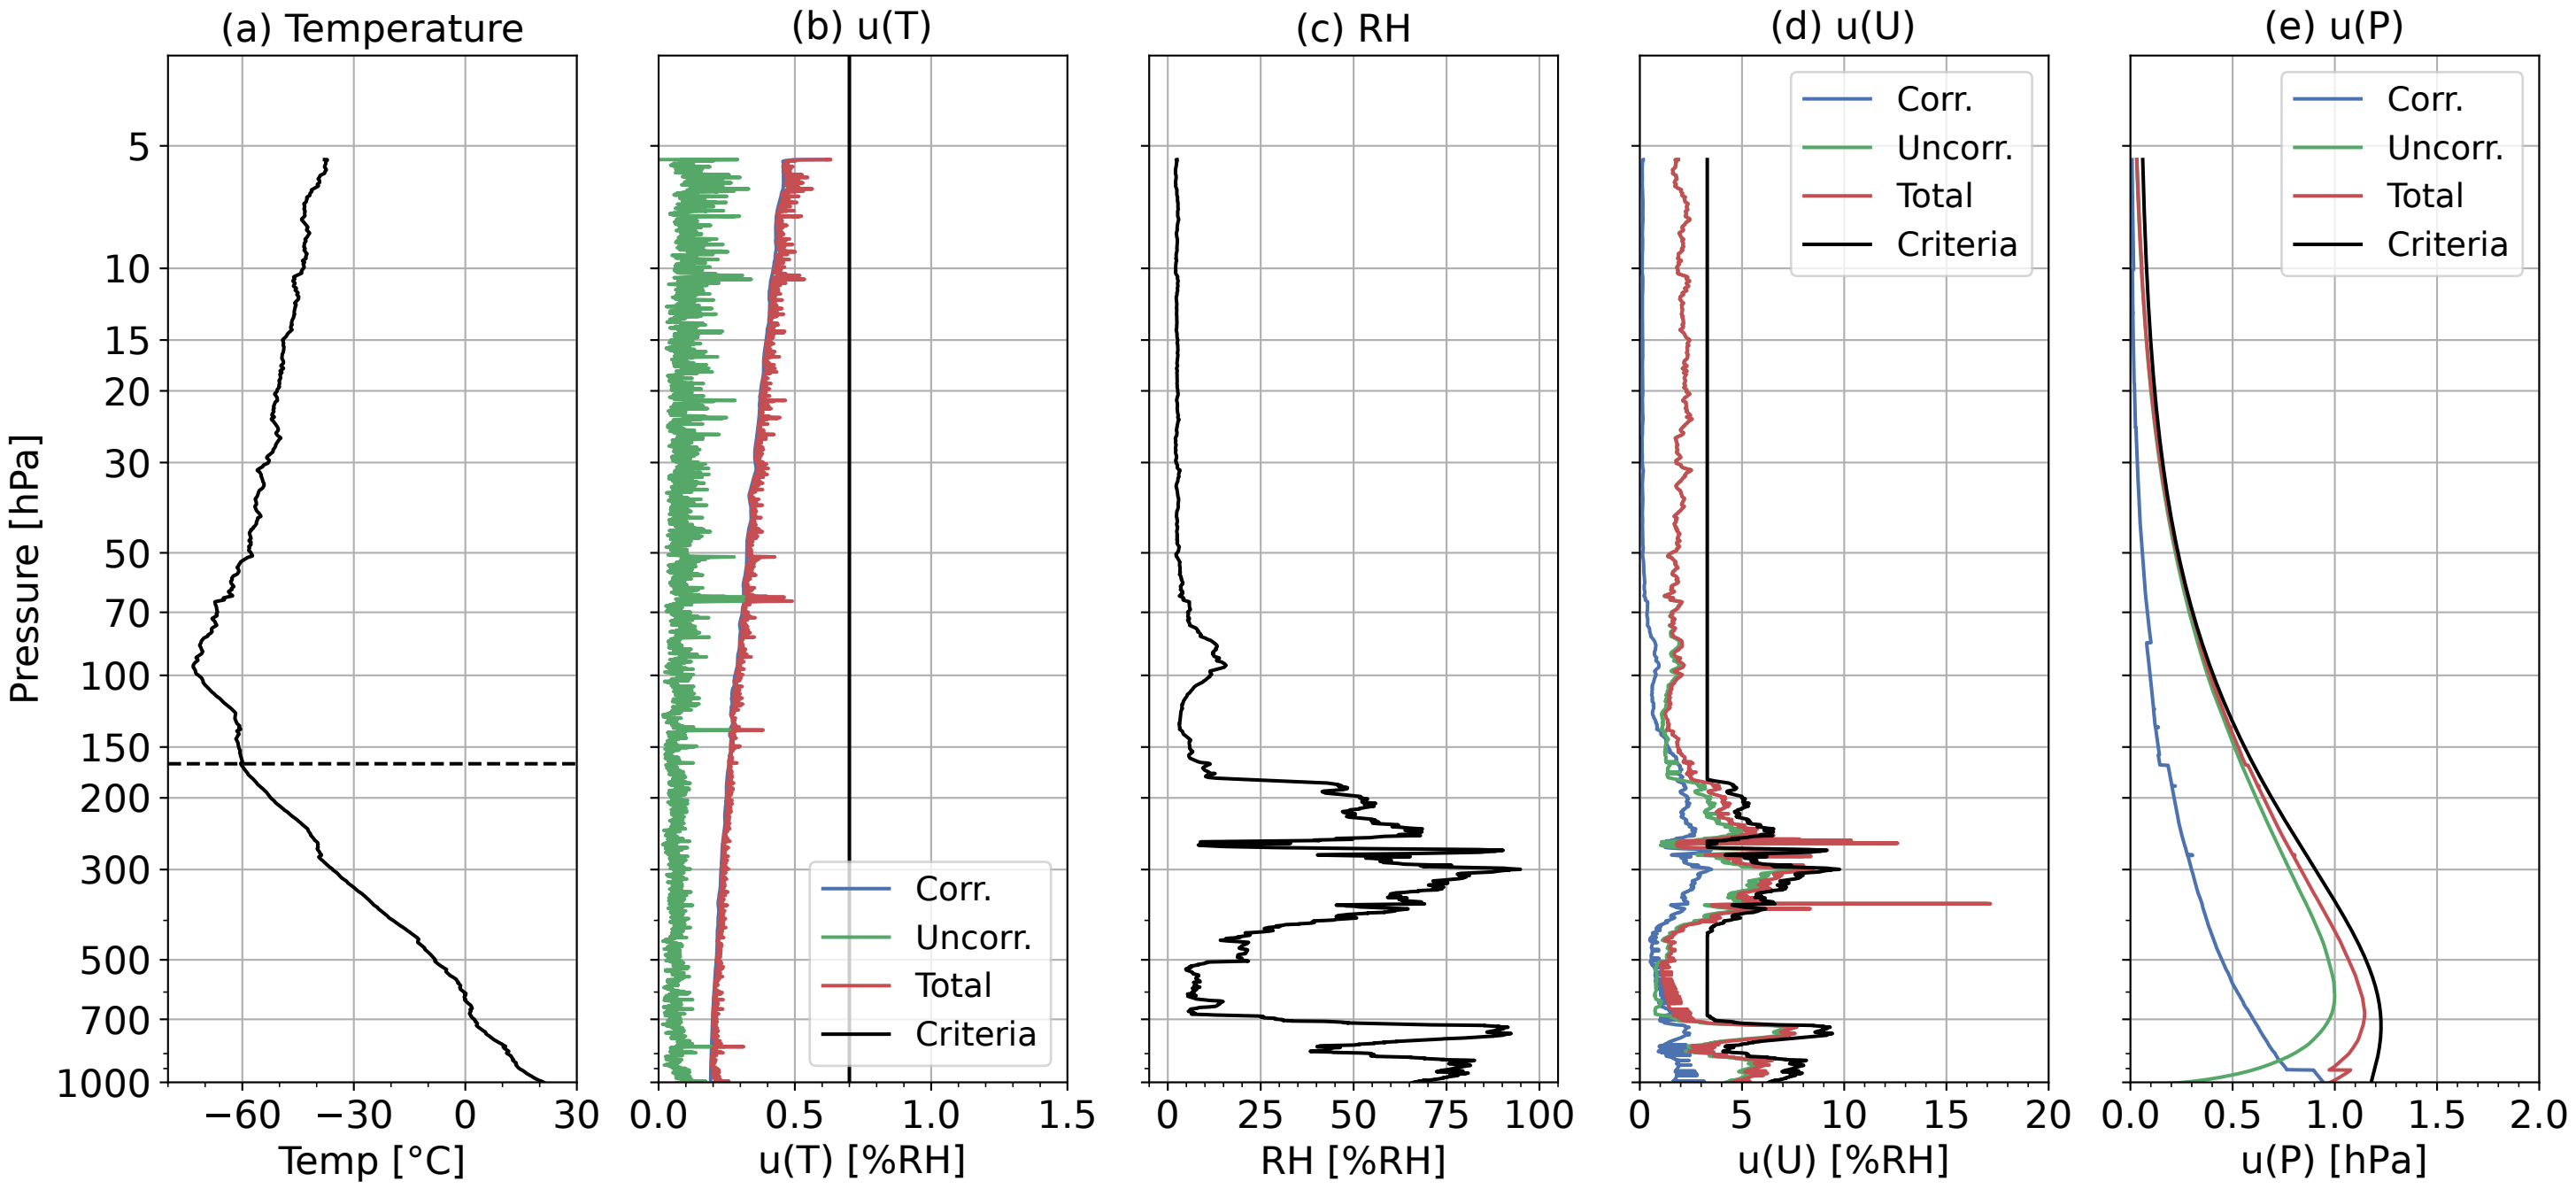 (a) Temperature
(b) u(T)
(c) RH
(d) u(U)
(e) u(P)
Pressure [hPa]
5
10
15
20
30
50
70
100
150
200
300
500
700
1000
−60 −30 0 30
Temp [°C]
Corr.
Uncorr.
Total
Criteria
0.0 0.5 1.0 1.5
u(T) [%RH]
0 25 50 75 100
RH [%RH]
Corr.
Uncorr.
Total
Criteria
0 5 10 15 20
u(U) [%RH]
Corr.
Uncorr.
Total
Criteria
0.0 0.5 1.0 1.5 2.0
u(P) [hPa]